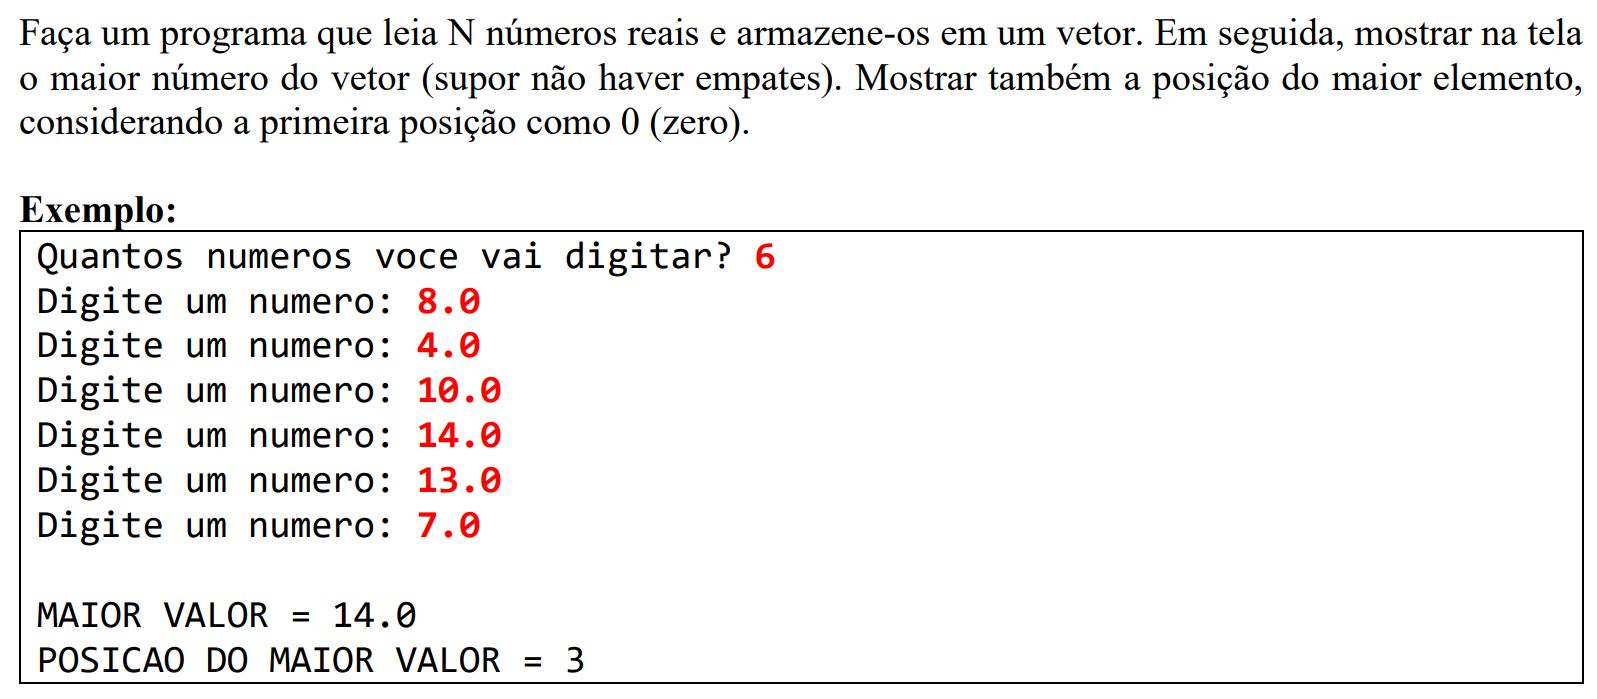 Faça um programa que leia N números reais e armazene-os em um vetor. Em seguida, mostrar na tela
o maior número do vetor (supor não haver empates). Mostrar também a posição do maior elemento,
considerando a primeira posição como 0 (zero).
Exemplo:
Quantos numeros voce vai digitar? 6
Digite um numero: 8.0
Digite um numero: 4.0
Digite um numero: 10.0
Digite um numero: 14.0
Digite um numero: 13.0
Digite um numero: 7.0
MAIOR VALOR = 14.0
POSICAO DO MAIOR VALOR = 3